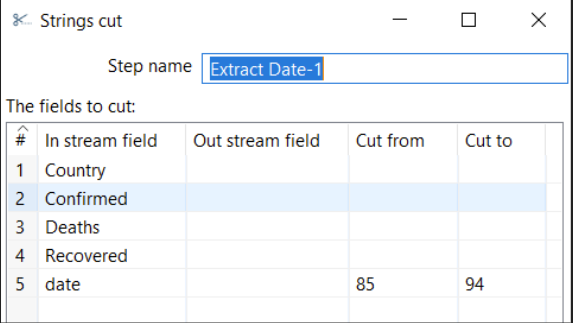 Strings cut
Step name Extract Date-1
The fields to cut:
# In stream field Out stream field Cut from Cut to
1 Country
2 Confirmed
3 Deaths
4 Recovered
5 date 85 94